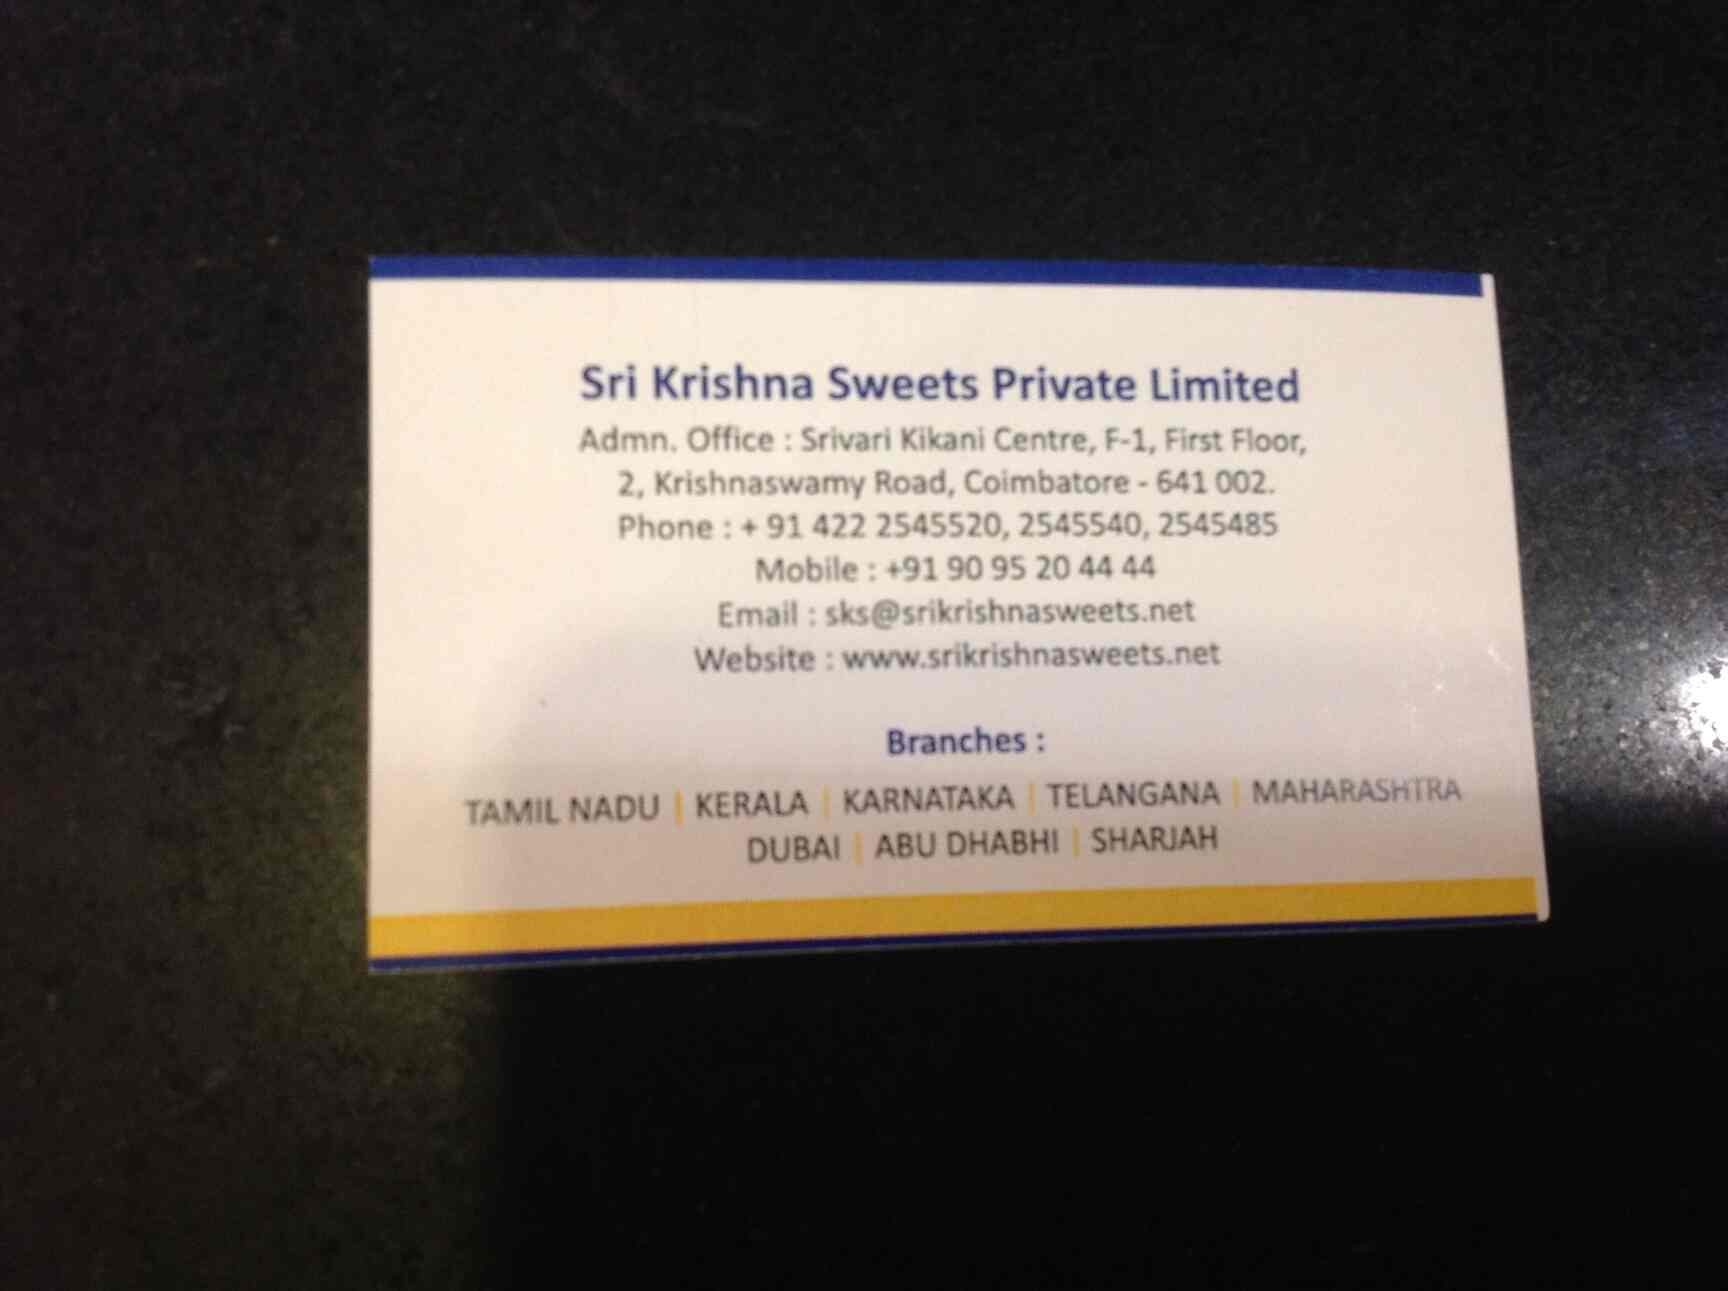 Sri Krishna Sweets Private Limited
Admn. Office : Srivari Kikani Centre, F-1, First Floor,
2, Krishnaswamy Road, Coimbatore - 641 002.
Phone : + 91 422 2545520, 2545540, 2545485
Mobile : +91 90 95 20 44 44
Email : sks@srikrishnasweets.net
Website : www.srikrishnasweets.net
Branches :
TAMIL NADU | KERALA | KARNATAKA | TELANGANA | MAHARASHTRA
DUBAI | ABU DHABHI | SHARJAH